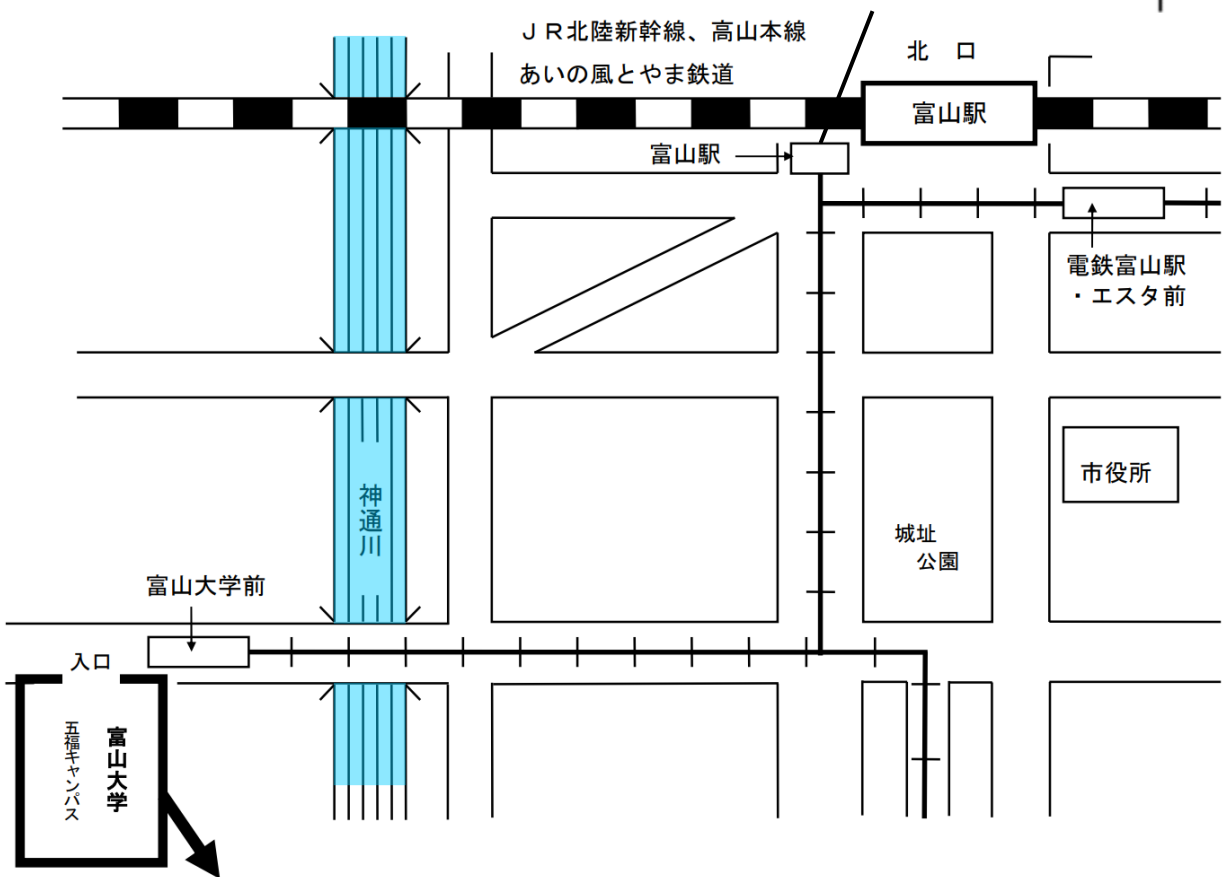 ＪＲ北陸新幹線、高山本線
あいの風とやま鉄道
北　口
富山駅
富山駅
電鉄富山駅
・エスタ前
市役所
神通川
城址
公園
富山大学前
入口
富山大学
五福キャンパス